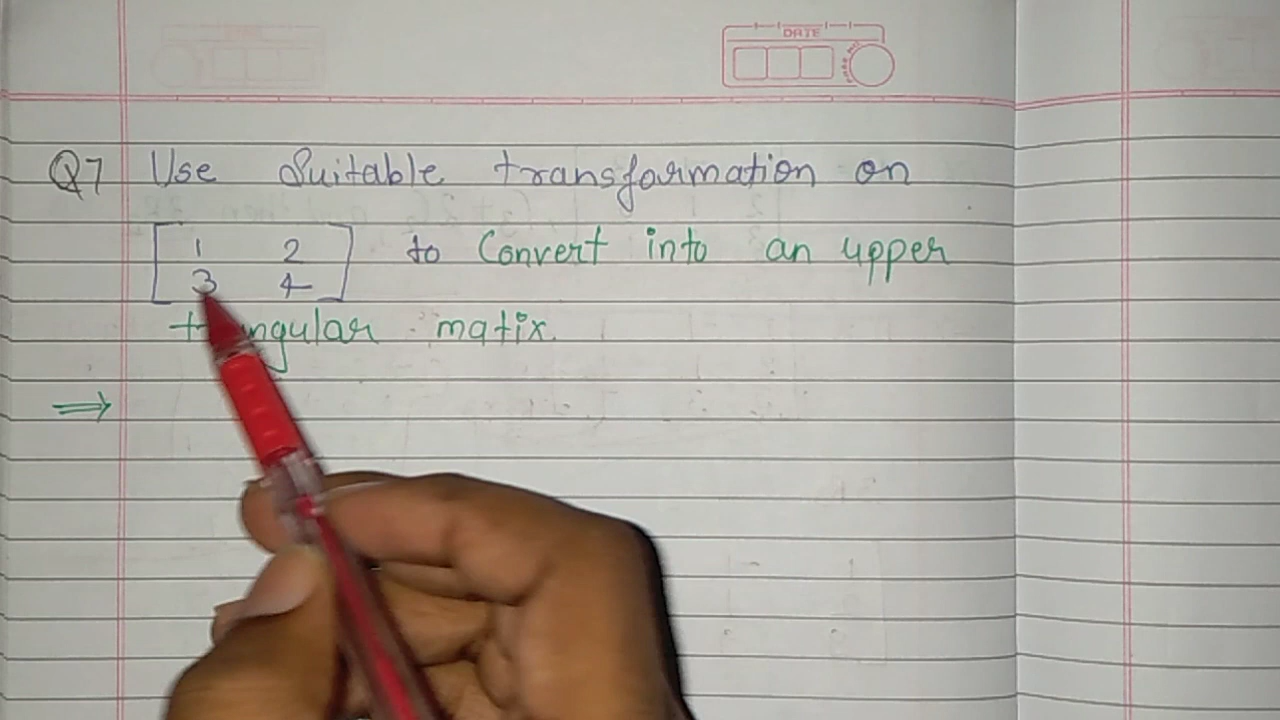 DATE
Q7 Use Suitable transformation on
1 2 to Convert into an upper
3 4
matix.